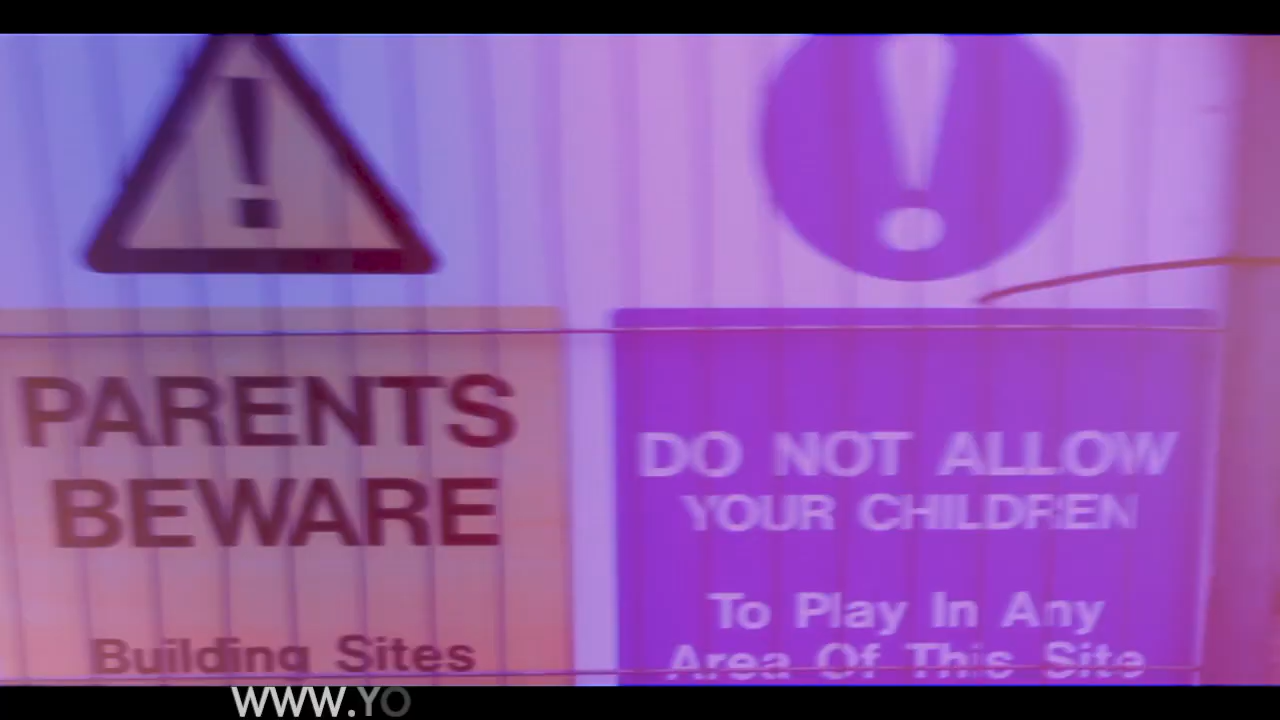 PARENTS
BEWARE
Building Sites
DO NOT ALLOW
YOUR CHILDREN
To Play In Any
Area Of This Site
WWW.YO